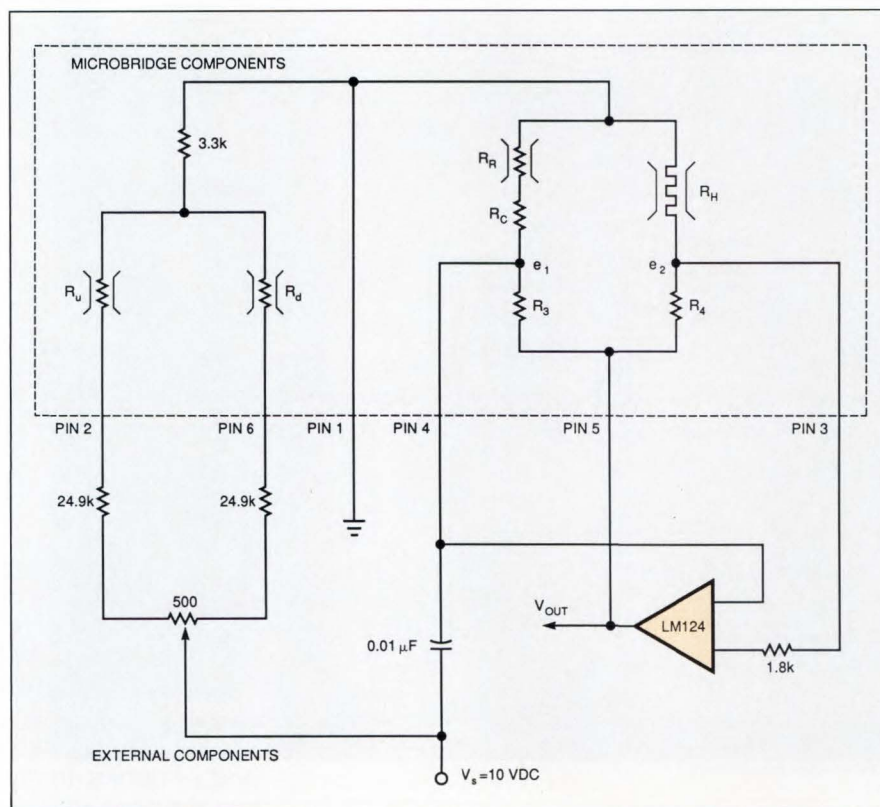 MICROBRIDGE COMPONENTS
3.3k
R_R
R_C
R_H
e_1
e_2
R_u
R_d
R_3
R_4
PIN 2
PIN 6
PIN 1
PIN 4
PIN 5
PIN 3
24.9k
24.9k
500
V_OUT
LM124
0.01 µF
1.8k
EXTERNAL COMPONENTS
V_s=10 VDC